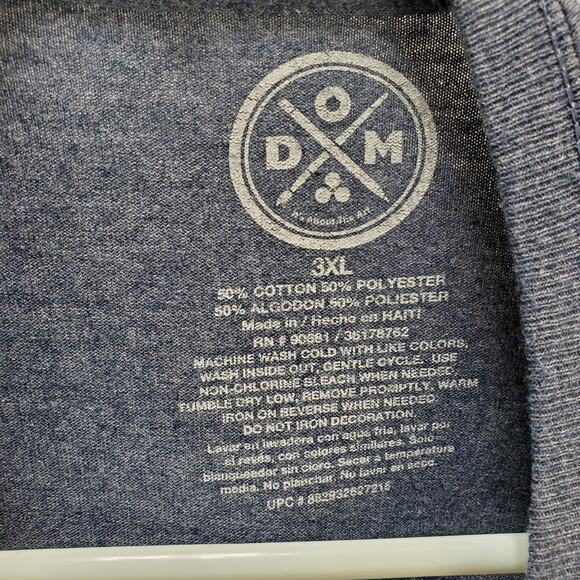 DOM
It's About The Art
3XL
50% COTTON 50% POLYESTER
50% ALGODON 50% POLIESTER
Made in / Hecho en HAITI
RN # 90681 / 36178762
MACHINE WASH COLD WITH LIKE COLORS,
WASH INSIDE OUT, GENTLE CYCLE. USE
NON-CHLORINE BLEACH WHEN NEEDED.
TUMBLE DRY LOW, REMOVE PROMPTLY, WARM
IRON ON REVERSE WHEN NEEDED.
DO NOT IRON DECORATION.
Lavar en lavadora con agua fria, lavar por
el revés, con colores similares. Solo
blanqueador sin cloro. Secar a temperatura
media. No planchar. No lavar en seco.
UPC # 882932627215